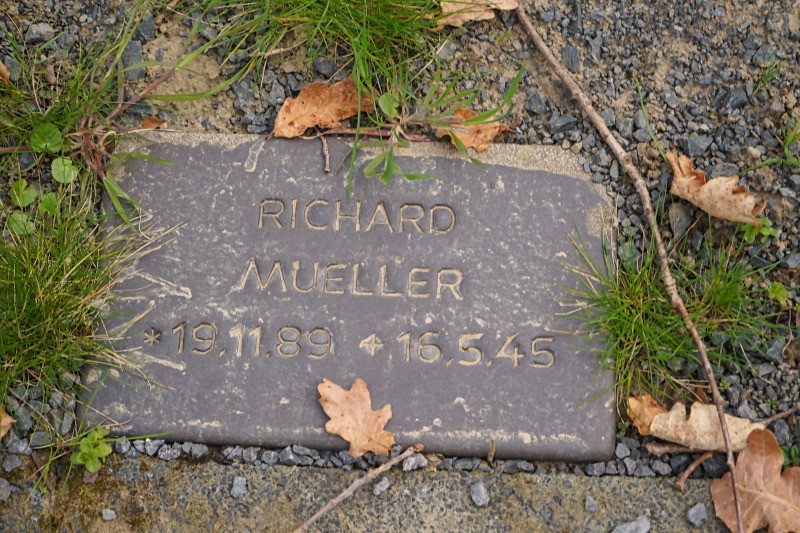 RICHARD
MUELLER
* 19.11.89 + 16.5.45